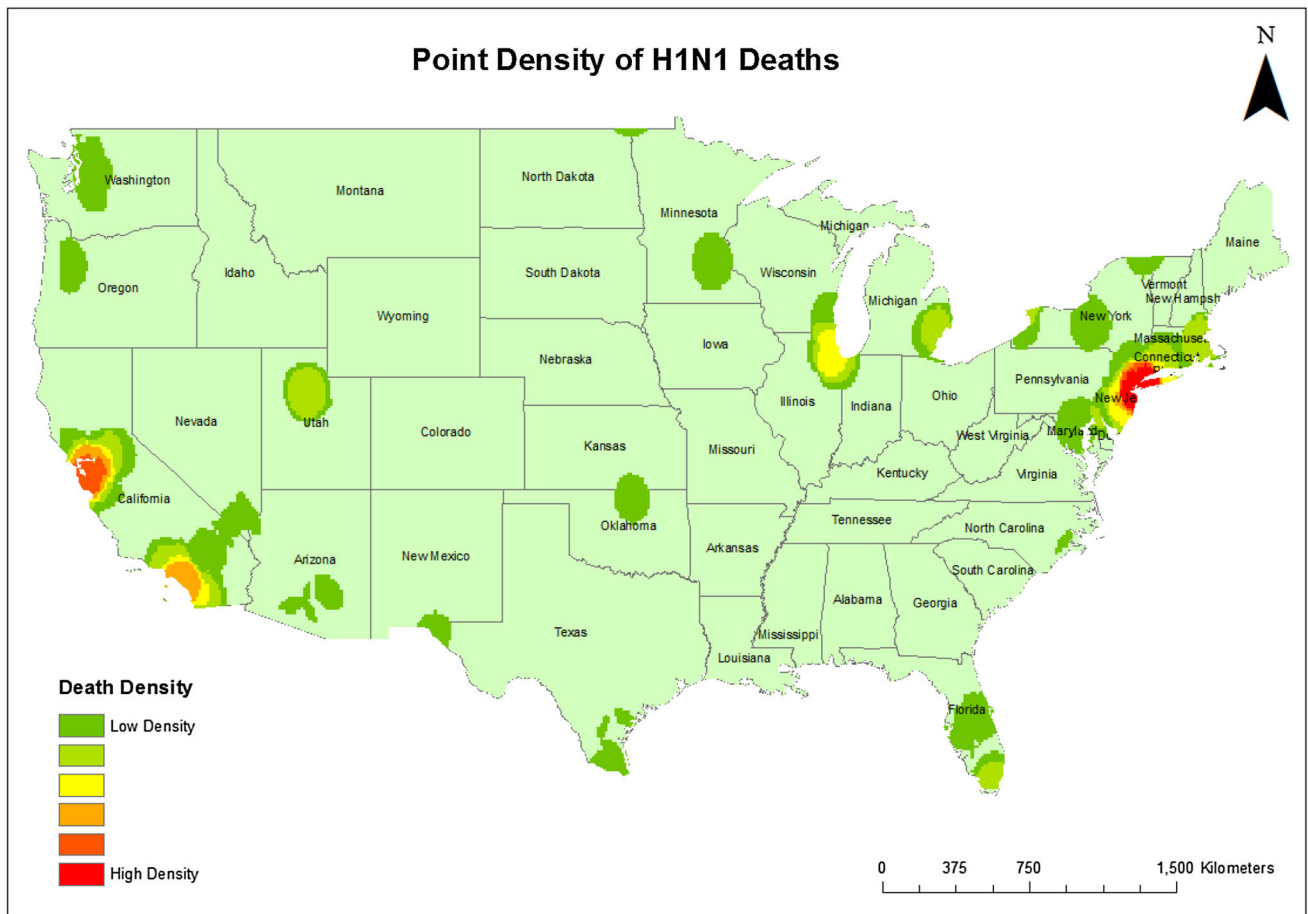 Point Density of H1N1 Deaths
N
Washington
Montana
North Dakota
Minnesota
Michigan
Maine
Oregon
Idaho
South Dakota
Wisconsin
Michigan
Vermont
New Hampsh
Wyoming
New York
Massachuse
Iowa
Connecticut
Nebraska
Pennsylvania
Nevada
Utah
Colorado
Illinois
Indiana
Ohio
New Je
Kansas
Missouri
West Virginia
Maryland
California
Kentucky
Virginia
Oklahoma
Tennessee
North Carolina
Arizona
New Mexico
Arkansas
South Carolina
Texas
Alabama
Georgia
Mississippi
Louisiana
Florida
Death Density
Low Density
High Density
0 375 750 1,500 Kilometers